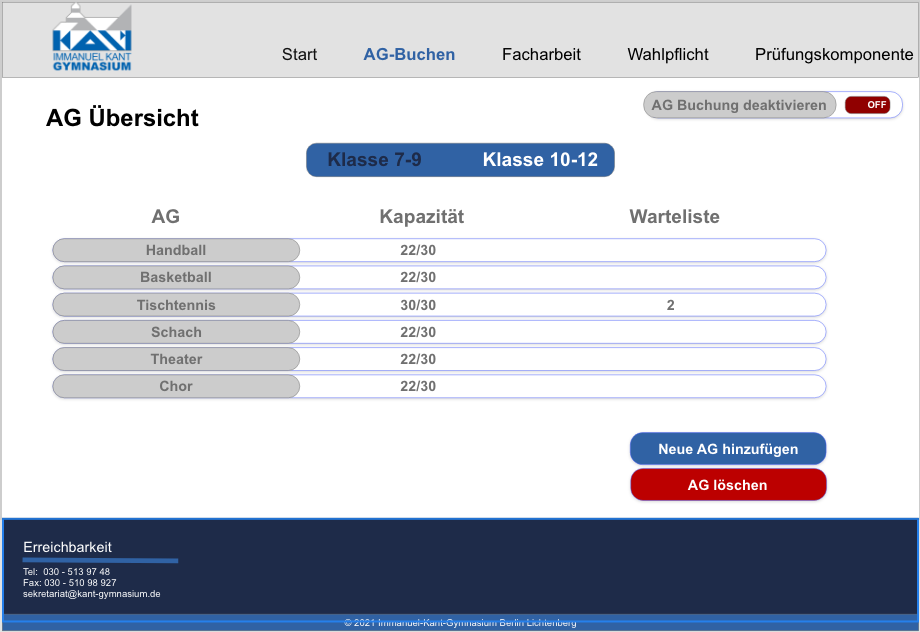 KANT
IMMANUEL KANT
GYMNASIUM
Start AG-Buchen Facharbeit Wahlpflicht Prüfungskomponente
AG Übersicht
AG Buchung deaktivieren OFF
Klasse 7-9 Klasse 10-12
AG Kapazität Warteliste
Handball 22/30
Basketball 22/30
Tischtennis 30/30 2
Schach 22/30
Theater 22/30
Chor 22/30
Neue AG hinzufügen
AG löschen
Erreichbarkeit
Tel: 030 - 513 97 48
Fax: 030 - 510 98 927
sekretariat@kant-gymnasium.de
© 2021 Immanuel-Kant-Gymnasium Berlin Lichtenberg